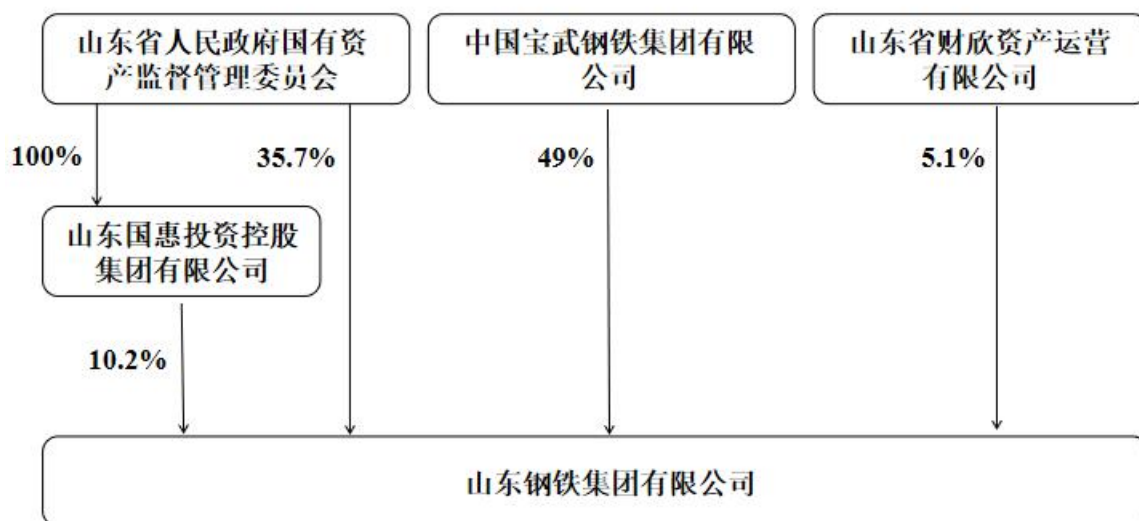 山东省人民政府国有资
产监督管理委员会
中国宝武钢铁集团有限
公司
山东省财欣资产运营
有限公司
100%
35.7%
49%
5.1%
山东国惠投资控股
集团有限公司
10.2%
山东钢铁集团有限公司